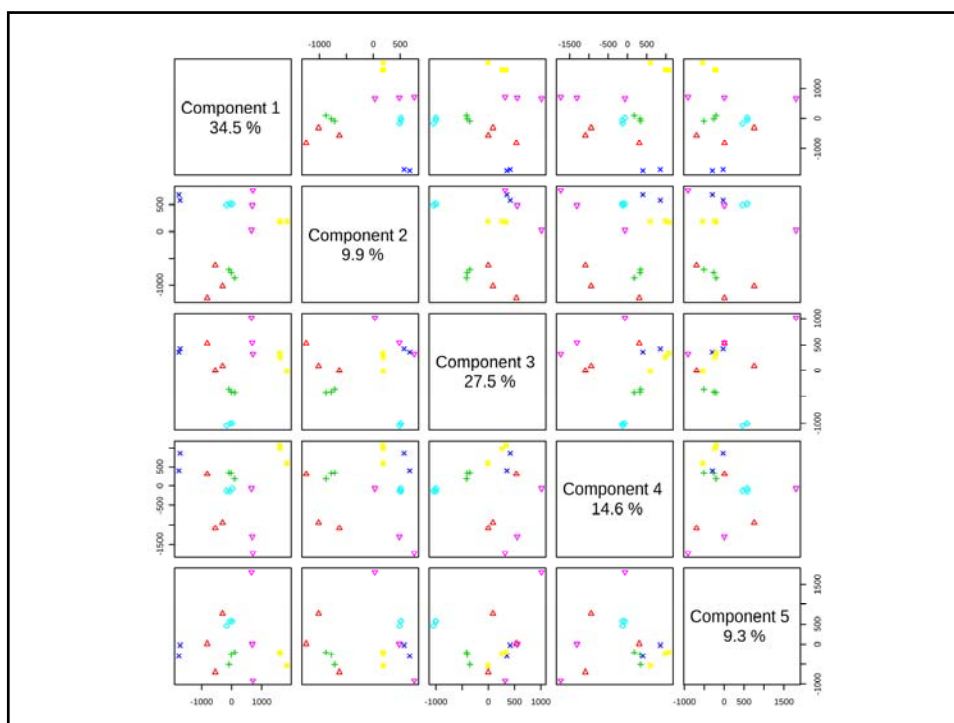 -1000 0 500
-1500 0 500
Component 1
34.5 %
-1000 0 1000
-1000 0 500
Component 2
9.9 %
Component 3
27.5 %
-1000 0 500 1000
-1500 -500 0 500
Component 4
14.6 %
Component 5
9.3 %
-1000 0 500 1500
-1000 0 1000
-1000 0 500 1000
-1000 0 500 1500